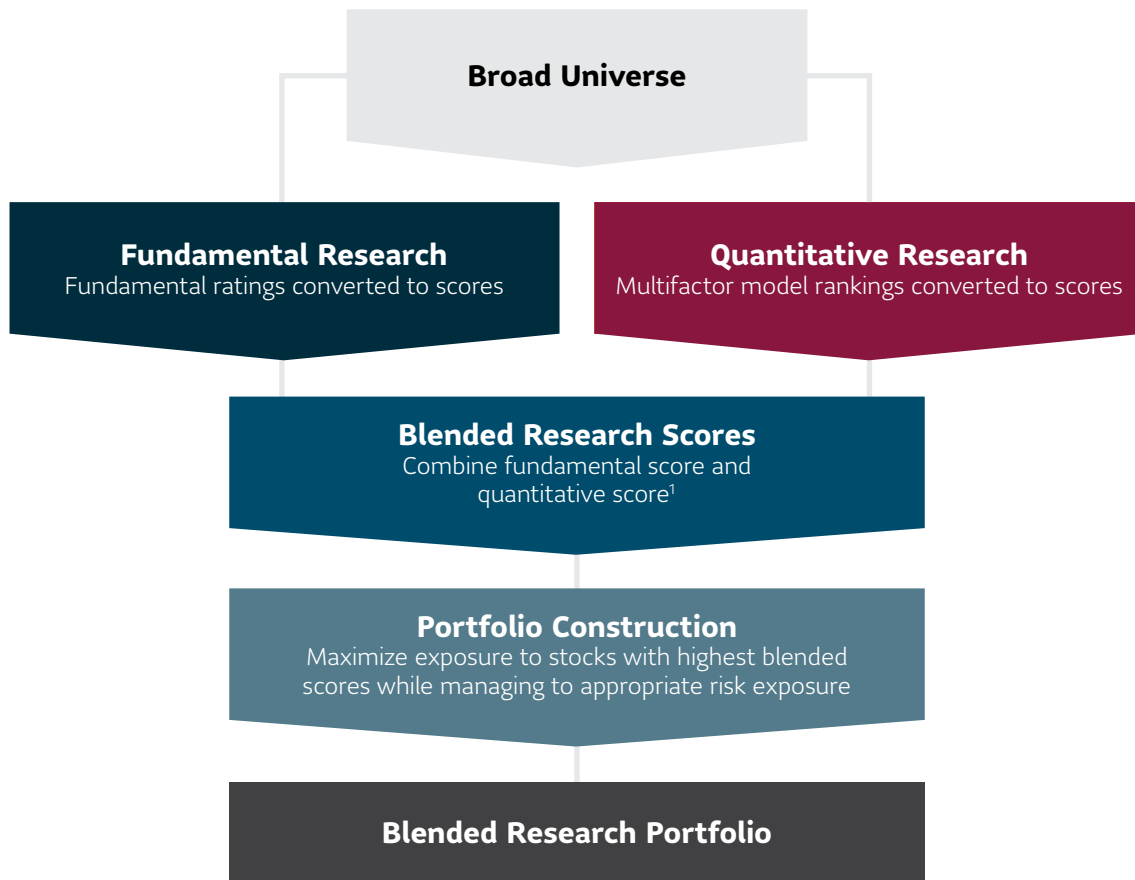 Broad Universe
Fundamental Research
Fundamental ratings converted to scores
Quantitative Research
Multifactor model rankings converted to scores
Blended Research Scores
Combine fundamental score and
quantitative score¹
Portfolio Construction
Maximize exposure to stocks with highest blended
scores while managing to appropriate risk exposure
Blended Research Portfolio